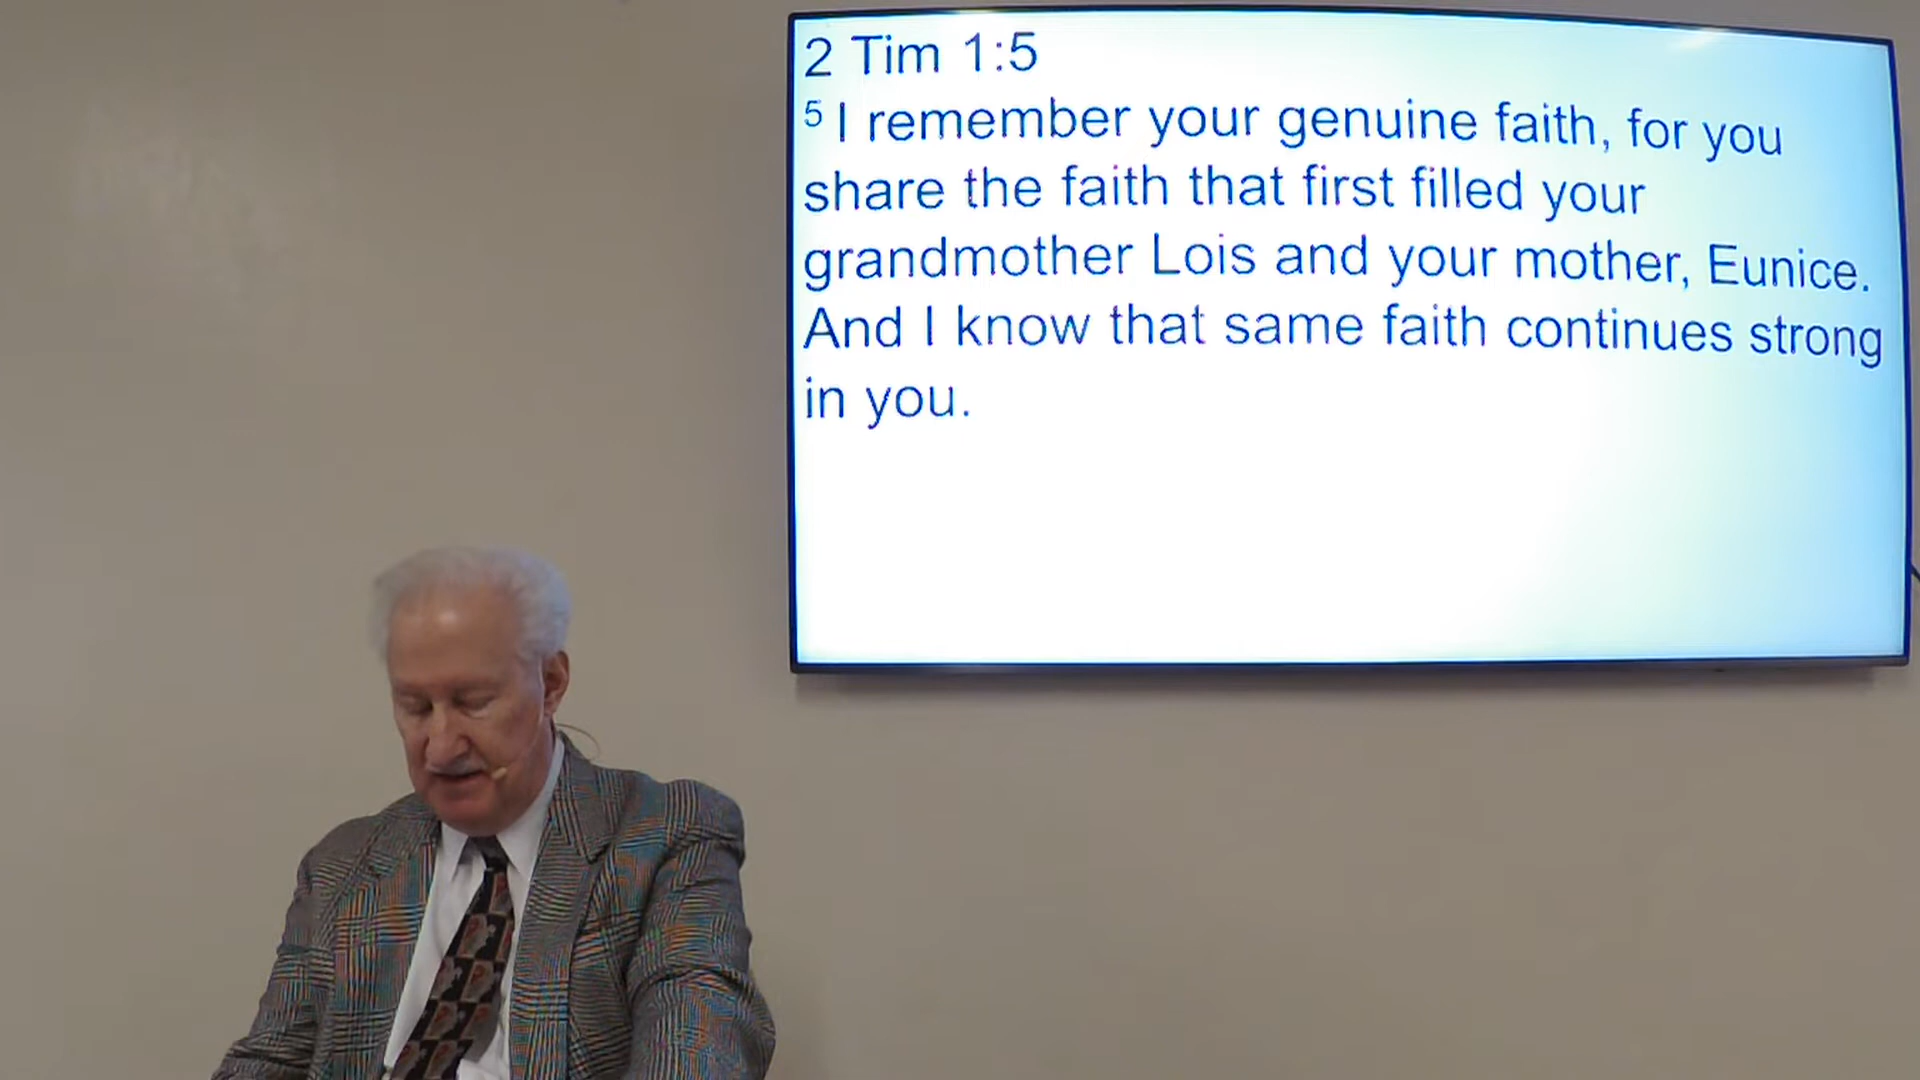 2 Tim 1:5
5 I remember your genuine faith, for you
share the faith that first filled your
grandmother Lois and your mother, Eunice.
And I know that same faith continues strong
in you.